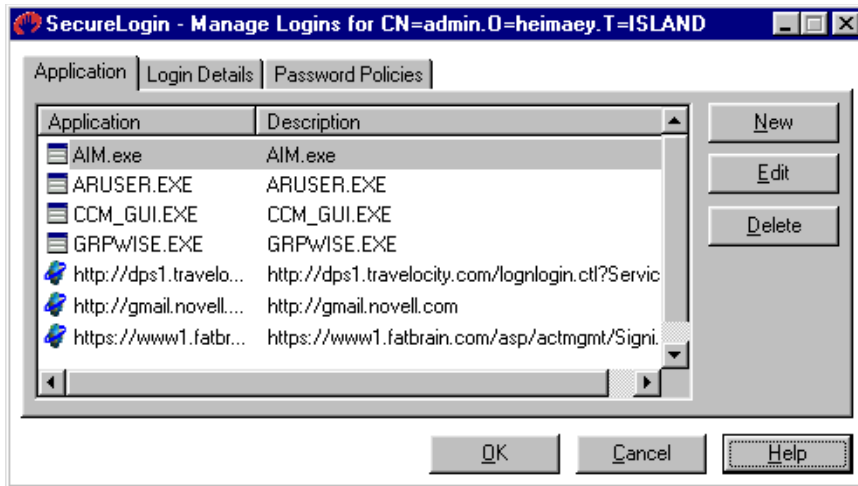 SecureLogin - Manage Logins for CN=admin.O=heimaey.T=ISLAND
Application Login Details Password Policies
Application Description
AIM.exe AIM.exe
ARUSER.EXE ARUSER.EXE
CCM_GUI.EXE CCM_GUI.EXE
GRPWISE.EXE GRPWISE.EXE
http://dps1.travelo... http://dps1.travelocity.com/lognlogin.ctl?Servic
http://gmail.novell.... http://gmail.novell.com
https://www1.fatbr... https://www1.fatbrain.com/asp/actmgmt/Signi.
New
Edit
Delete
OK Cancel Help